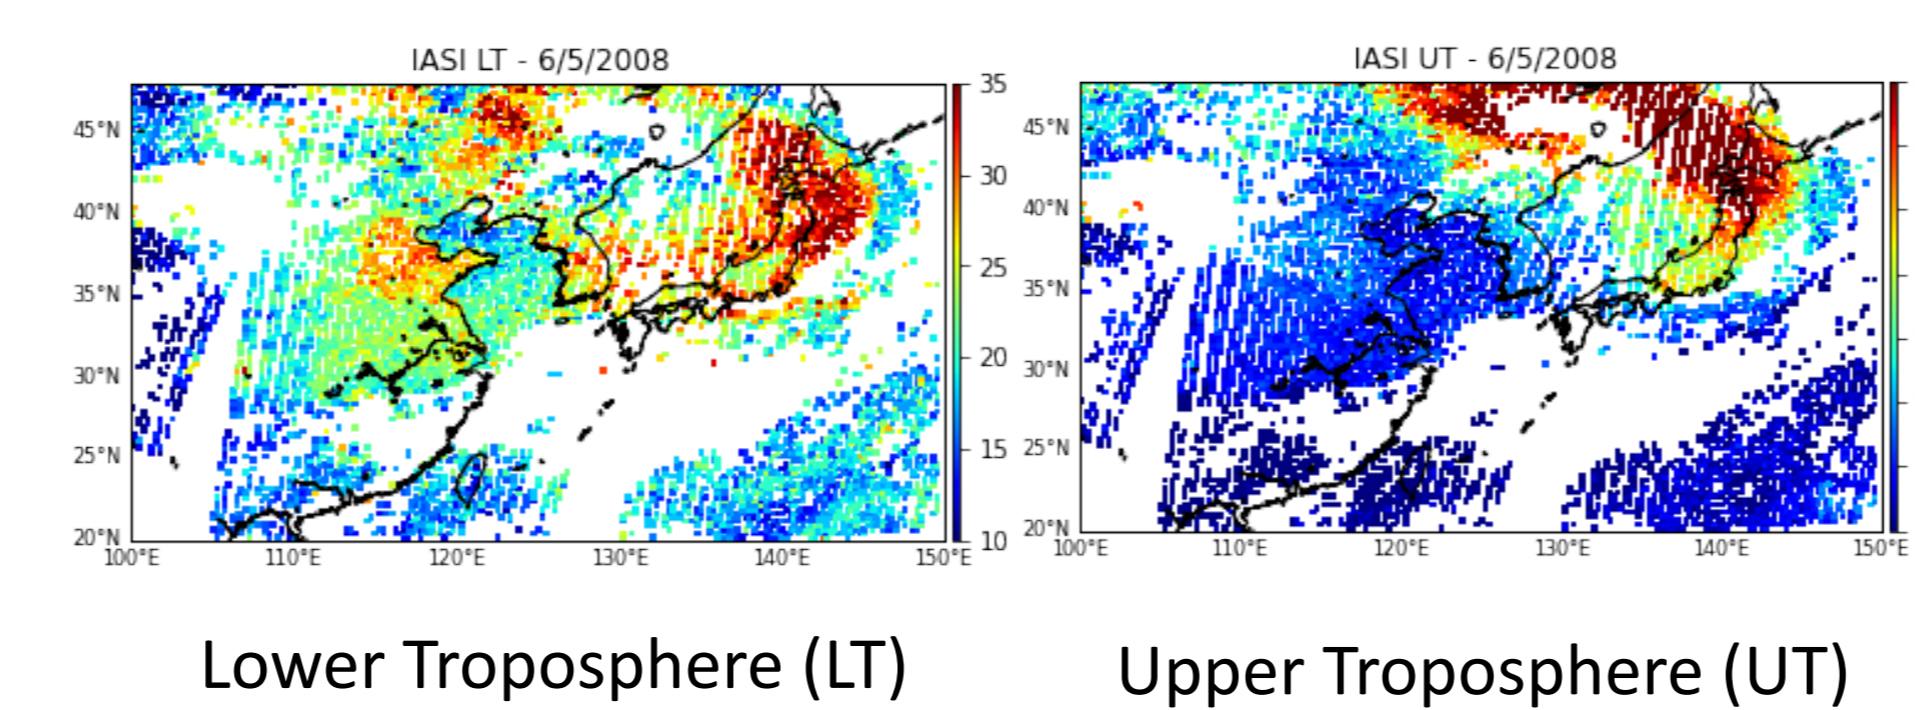 IASI LT - 6/5/2008
45°N
40°N
35°N
30°N
25°N
20°N
100°E 110°E 120°E 130°E 140°E 150°E
35
30
25
20
15
10
Lower Troposphere (LT)
IASI UT - 6/5/2008
45°N
40°N
35°N
30°N
25°N
20°N
100°E 110°E 120°E 130°E 140°E 150°E
Upper Troposphere (UT)